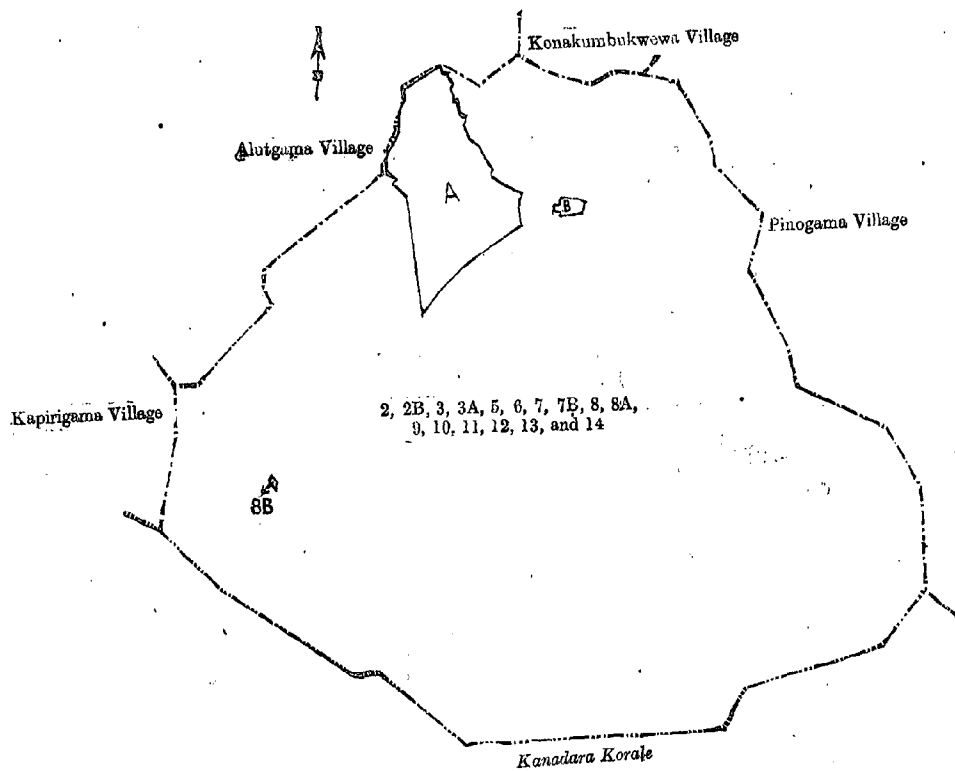 Konakumbukwewa Village
Alutgama Village
A
B
Pinogama Village
Kapirigama Village
2, 2B, 3, 3A, 5, 6, 7, 7B, 8, 8A,
9, 10, 11, 12, 13, and 14
8B
Kanadara Korale